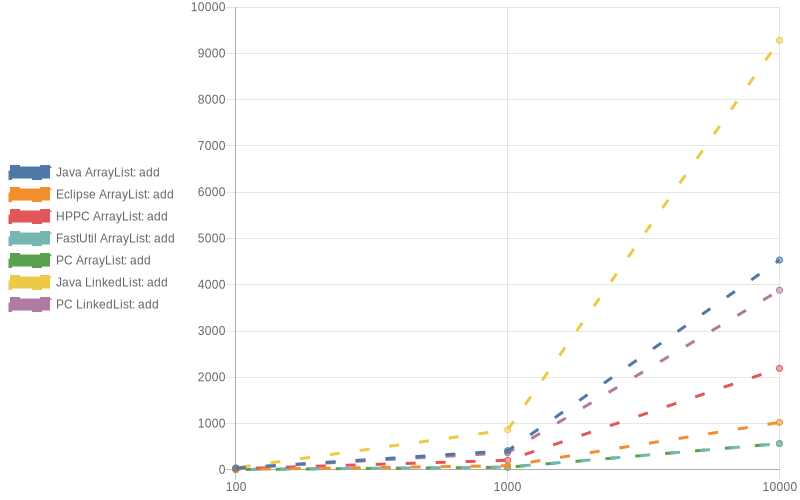 10000
9000
8000
7000
6000
5000
4000
3000
2000
1000
0
Java ArrayList: add
Eclipse ArrayList: add
HPPC ArrayList: add
FastUtil ArrayList: add
PC ArrayList: add
Java LinkedList: add
PC LinkedList: add
100
1000
10000